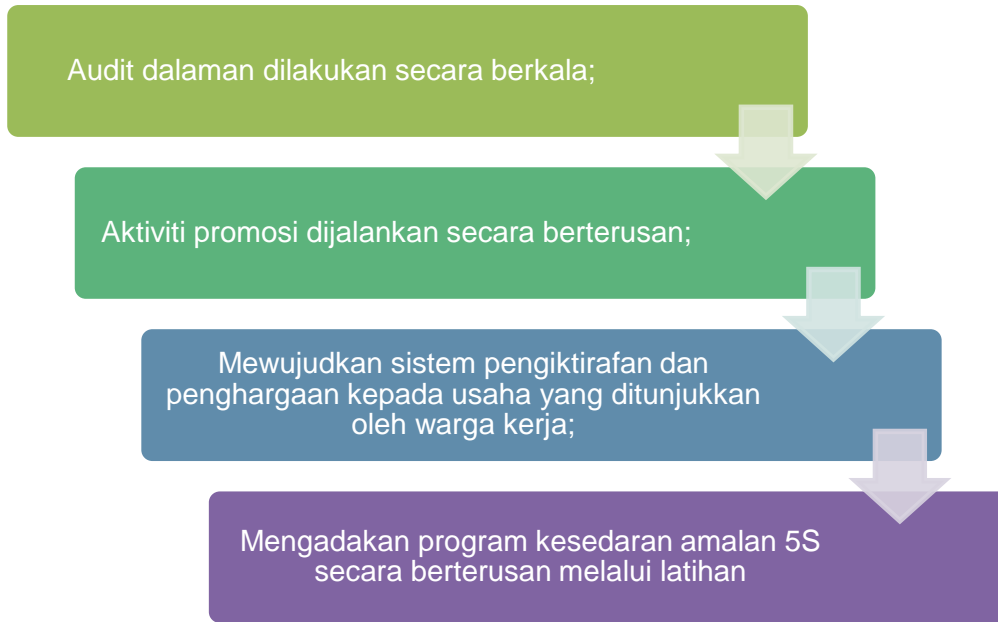 Audit dalaman dilakukan secara berkala;
Aktiviti promosi dijalankan secara berterusan;
Mewujudkan sistem pengiktirafan dan
penghargaan kepada usaha yang ditunjukkan
oleh warga kerja;
Mengadakan program kesedaran amalan 5S
secara berterusan melalui latihan